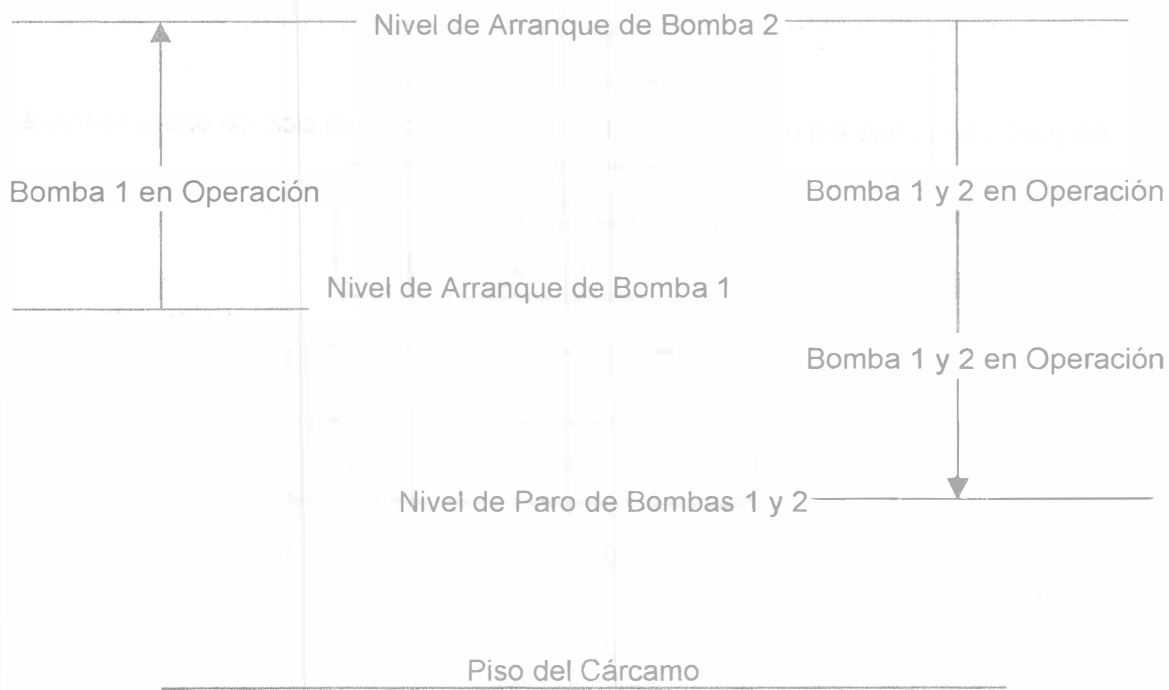 Nivel de Arranque de Bomba 2
Bomba 1 en Operación
Bomba 1 y 2 en Operación
Nivel de Arranque de Bomba 1
Bomba 1 y 2 en Operación
Nivel de Paro de Bombas 1 y 2
Piso del Cárcamo